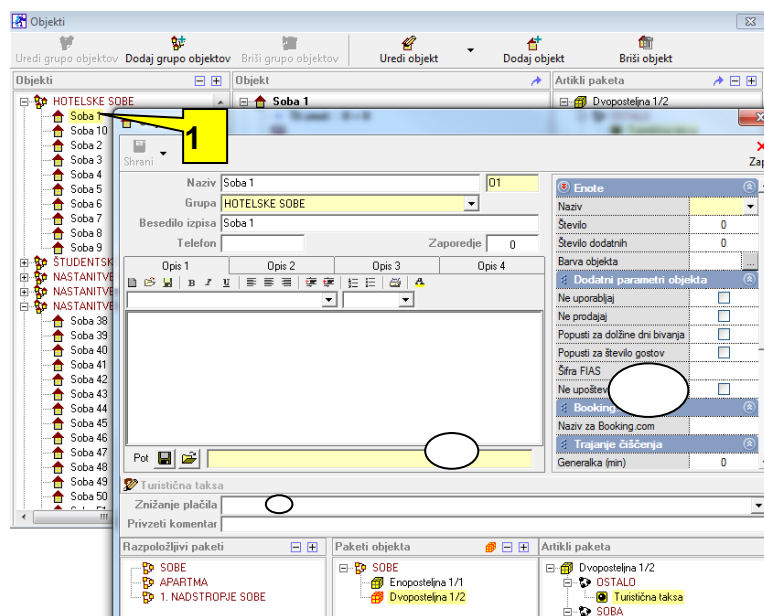 Objekti
Uredi grupo objektov Dodaj grupo objektov Briši grupo objektov Uredi objekt Dodaj objekt Briši objekt
Objekti
HOTELSKE SOBE
Soba 1
Soba 10
Soba 2
Soba 3
Soba 4
Soba 5
Soba 6
Soba 7
Soba 8
Soba 9
ŠTUDENTSK
NASTANITVE
NASTANITVE
NASTANITVE
Soba 38
Soba 39
Soba 40
Soba 41
Soba 42
Soba 43
Soba 44
Soba 45
Soba 46
Soba 47
Soba 48
Soba 49
Soba 50
Objekt
Soba 1
Artikli paketa
Dvoposteljna 1/2
1
Shrani
Naziv Soba 1 01
Grupa HOTELSKE SOBE
Besedilo izpisa Soba 1
Telefon Zaporedje 0
Opis 1 Opis 2 Opis 3 Opis 4
B I U
Pot
Enote
Naziv
Število 0
Število dodatnih 0
Barva objekta ...
Dodatni parametri objekta
Ne uporabljaj
Ne prodajaj
Popusti za dolžine dni bivanja
Popusti za število gostov
Šifra FIAS
Ne upoštev
Booking
Naziv za Booking.com
Trajanje čiščenja
Generalka (min) 0
Turistična taksa
Znižanje plačila
Privzeti komentar
Razpoložljivi paketi
SOBE
APARTMA
1. NADSTROPJE SOBE
Paketi objekta
SOBE
Enoposteljna 1/1
Dvoposteljna 1/2
Artikli paketa
Dvoposteljna 1/2
OSTALO
Turistična taksa
SOBA